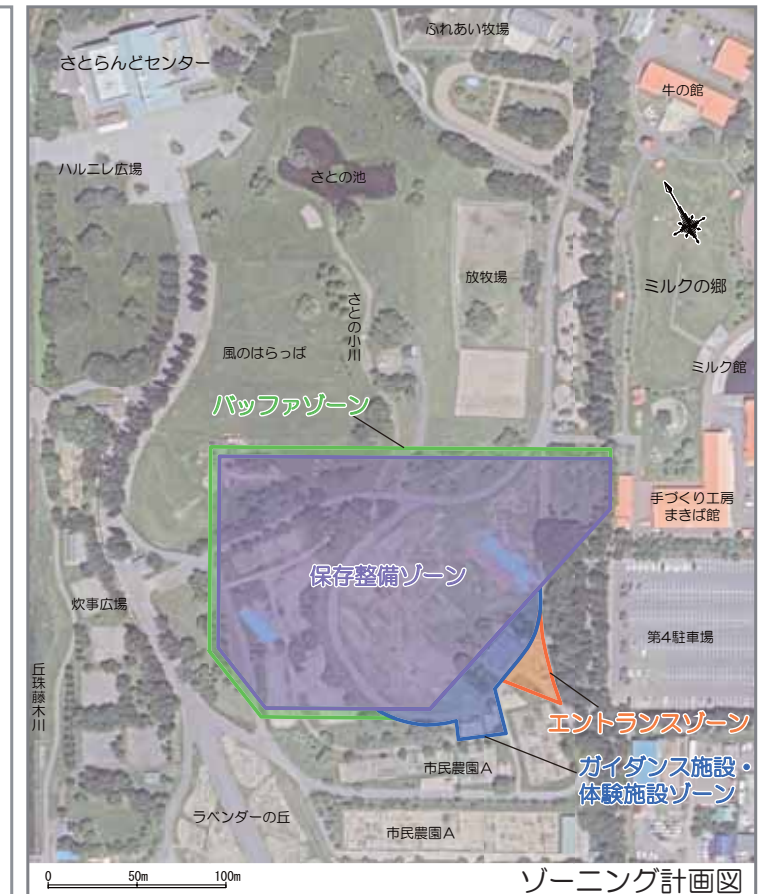 ふれあい牧場
さとらんどセンター
牛の館
ハルニレ広場
さとの池
放牧場
ミルクの郷
さとの小川
風のはらっぱ
ミルク館
バッファゾーン
手づくり工房
まきば館
保存整備ゾーン
炊事広場
第4駐車場
丘珠藤木川
エントランスゾーン
市民農園A
ガイダンス施設・
体験施設ゾーン
ラベンダーの丘
市民農園A
0 50m 100m
ゾーニング計画図